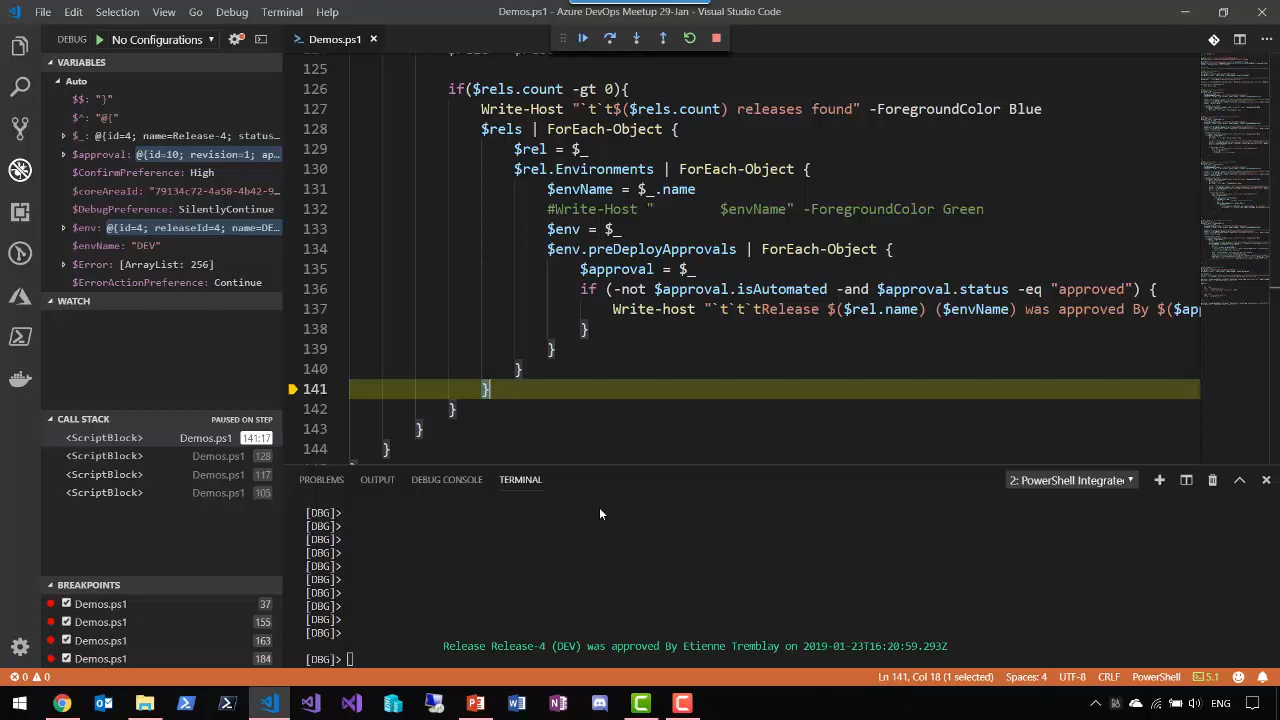 File Edit Selection View Go Debug Terminal Help
Demos.ps1 - Azure DevOps Meetup 29-Jan - Visual Studio Code
DEBUG No Configurations
Demos.ps1
VARIABLES
Auto
$$: "}"
$^: "@{"
$_: @{id=4; name=Release-4; status…
$approval: @{id=10; revision=1; ap…
$ConfirmPreference: High
$coreAreaId: "79134c72-4a58-4b42-9…
$DebugPreference: SilentlyContinue
$env: @{id=4; releaseId=4; name=DE…
$envName: "DEV"
$Error: [ArrayList: 256]
$ErrorActionPreference: Continue
WATCH
CALL STACK PAUSED ON STEP
<ScriptBlock> Demos.ps1 141:17
<ScriptBlock> Demos.ps1 128
<ScriptBlock> Demos.ps1 117
<ScriptBlock> Demos.ps1 105
BREAKPOINTS
Demos.ps1 37
Demos.ps1 155
Demos.ps1 163
Demos.ps1 184
125
126 if($rels.count -gt 0){
127 Write-Host "`t`t$($rels.count) releases found" -ForegroundColor Blue
128 $rels | ForEach-Object {
129 $rel = $_
130 $rel.Environments | ForEach-Object {
131 $envName = $_.name
132 #Write-Host " $envName" -ForegroundColor Green
133 $env = $_
134 $env.preDeployApprovals | ForEach-Object {
135 $approval = $_
136 if (-not $approval.isAutomated -and $approval.status -eq "approved") {
137 Write-host "`t`t`tRelease $($rel.name) ($envName) was approved By $($ap
138 }
139 }
140 }
141 }
142 }
143 }
144 }
PROBLEMS OUTPUT DEBUG CONSOLE TERMINAL
2: PowerShell Integrate
[DBG]>
[DBG]>
[DBG]>
[DBG]>
[DBG]>
[DBG]>
[DBG]>
[DBG]>
[DBG]>
[DBG]>
Release Release-4 (DEV) was approved By Etienne Tremblay on 2019-01-23T16:20:59.293Z
[DBG]>
0 0
Ln 141, Col 18 (1 selected) Spaces: 4 UTF-8 CRLF PowerShell 5.1
ENG